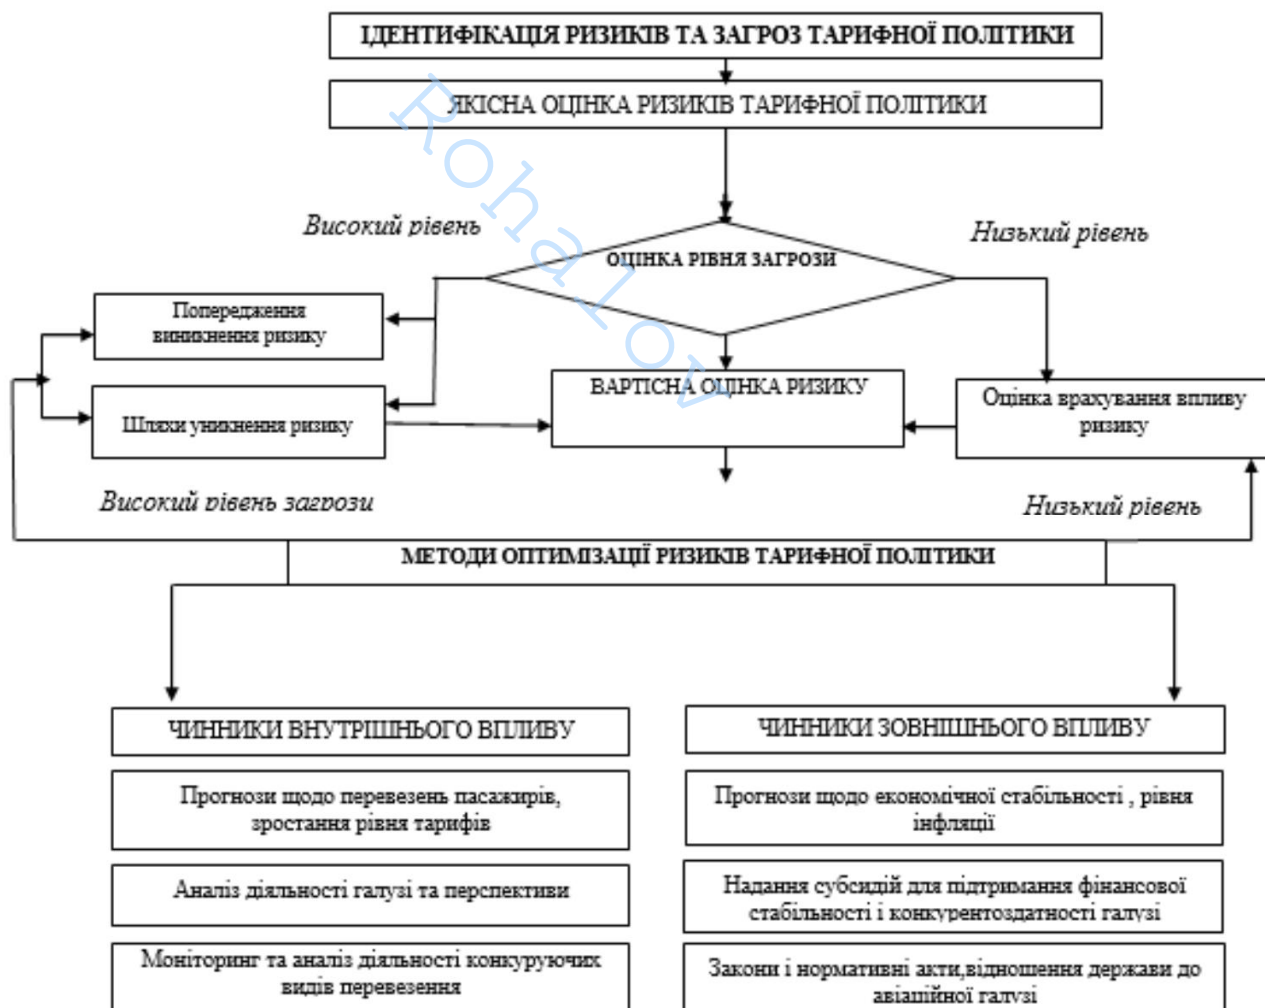 ІДЕНТИФІКАЦІЯ РИЗИКІВ ТА ЗАГРОЗ ТАРИФНОЇ ПОЛІТИКИ
ЯКІСНА ОЦІНКА РИЗИКІВ ТАРИФНОЇ ПОЛІТИКИ
Rohalov
Високий рівень
Низький рівень
ОЦІНКА РІВНЯ ЗАГРОЗИ
Попередження
виникнення ризику
Шляхи уникнення ризику
ВАРТІСНА ОЦІНКА РИЗИКУ
Оцінка врахування впливу
ризику
Високий рівень загрози
Низький рівень
МЕТОДИ ОПТИМІЗАЦІЇ РИЗИКІВ ТАРИФНОЇ ПОЛІТИКИ
ЧИННИКИ ВНУТРІШНЬОГО ВПЛИВУ
Прогнози щодо перевезень пасажирів,
зростання рівня тарифів
Аналіз діяльності галузі та перспективи
Моніторинг та аналіз діяльності конкуруючих
видів перевезення
ЧИННИКИ ЗОВНІШНЬОГО ВПЛИВУ
Прогнози щодо економічної стабільності , рівня
інфляції
Надання субсидій для підтримання фінансової
стабільності і конкурентоздатності галузі
Закони і нормативні акти,відношення держави до
авіаційної галузі